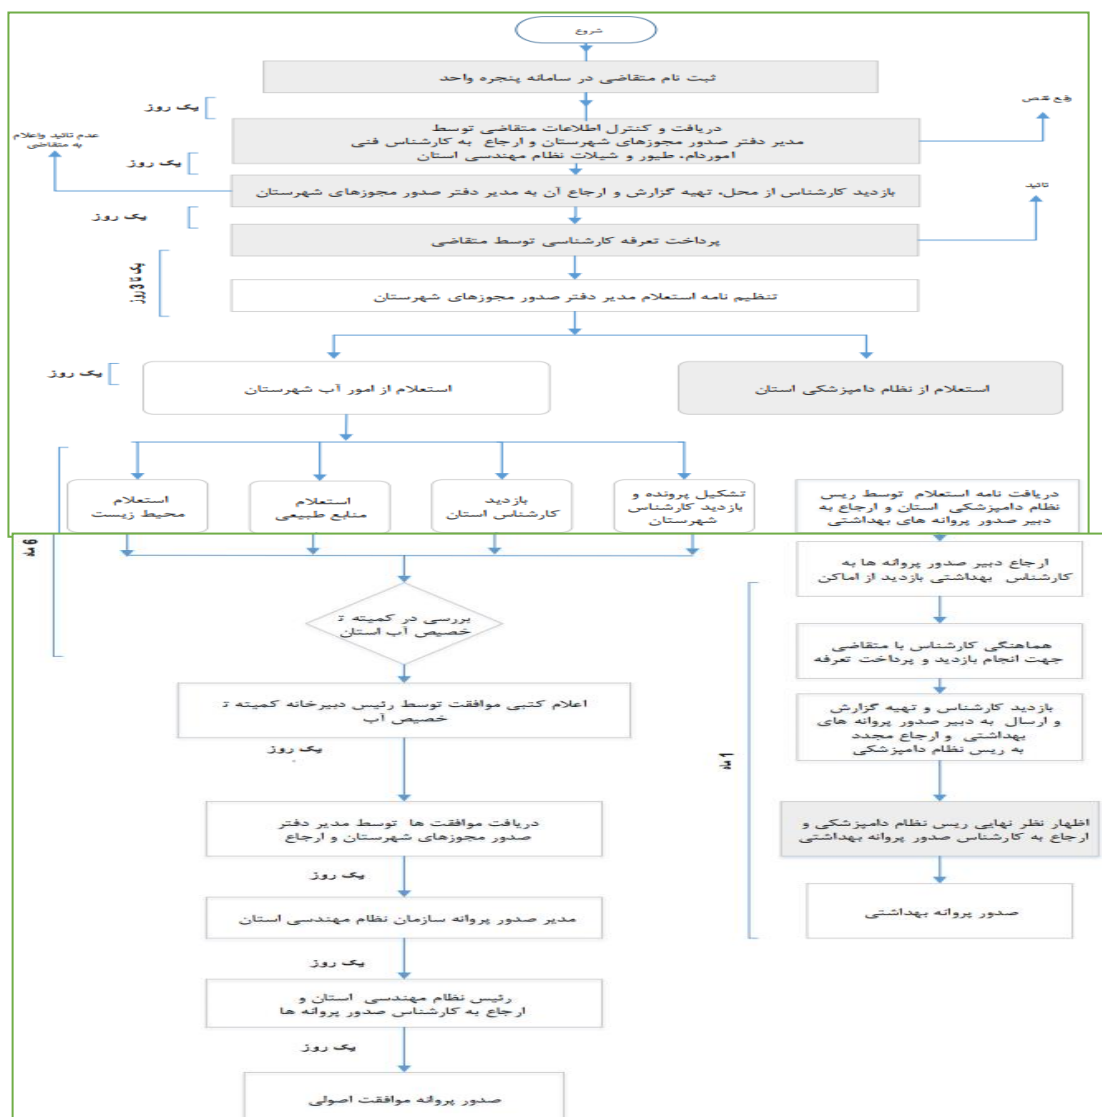 شروع
ثبت نام متقاضی در سامانه پنجره واحد
یک روز
رفع نقص
دریافت و کنترل اطلاعات متقاضی توسط
مدیر دفتر صدور مجوزهای شهرستان و ارجاع به کارشناس فنی
اموردام، طیور و شیلات نظام مهندسی استان
عدم تائید واعلام
به متقاضی
یک روز
بازدید کارشناس از محل، تهیه گزارش و ارجاع آن به مدیر دفتر صدور مجوزهای شهرستان
تائید
یک روز
پرداخت تعرفه کارشناسی توسط متقاضی
یک تا 3 روز
تنظیم نامه استعلام مدیر دفتر صدور مجوزهای شهرستان
یک روز
استعلام از نظام دامپزشکی استان
استعلام از امور آب شهرستان
دریافت نامه استعلام توسط ریس
نظام دامپزشکی استان و ارجاع به
دبیر صدور پروانه های بهداشتی
تشکیل پرونده و
بازدید کارشناس
شهرستان
بازدید
کارشناس استان
استعلام
منابع طبیعی
استعلام
محیط زیست
6 ماه
ارجاع دبیر صدور پروانه ها به
کارشناس بهداشتی بازدید از اماکن
بررسی در کمیته ت
خصیص آب استان
هماهنگی کارشناس با متقاضی
جهت انجام بازدید و پرداخت تعرفه
اعلام کتبی موافقت توسط رئیس دبیرخانه کمیته ت
خصیص آب
بازدید کارشناس و تهیه گزارش
و ارسال به دبیر صدور پروانه های
بهداشتی و ارجاع مجدد
به ریس نظام دامپزشکی
1 ماه
یک روز
اظهار نظر نهایی ریس نظام دامپزشکی و
ارجاع به کارشناس صدور پروانه بهداشتی
دریافت موافقت ها توسط مدیر دفتر
صدور مجوزهای شهرستان و ارجاع
یک روز
صدور پروانه بهداشتی
مدیر صدور پروانه سازمان نظام مهندسی استان
یک روز
رئیس نظام مهندسی استان و
ارجاع به کارشناس صدور پروانه ها
یک روز
صدور پروانه موافقت اصولی